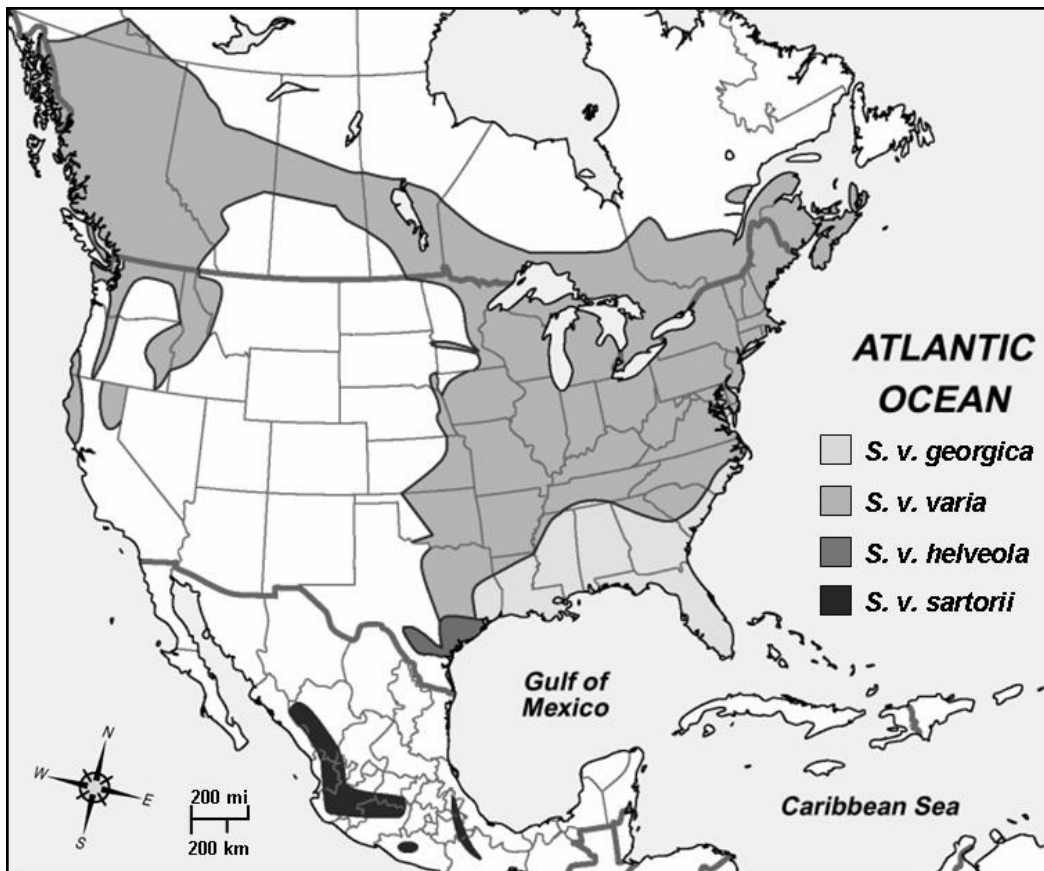 ATLANTIC
OCEAN
S. v. georgica
S. v. varia
S. v. helveola
S. v. sartorii
Gulf of
Mexico
Caribbean Sea
N
W
E
S
200 mi
200 km